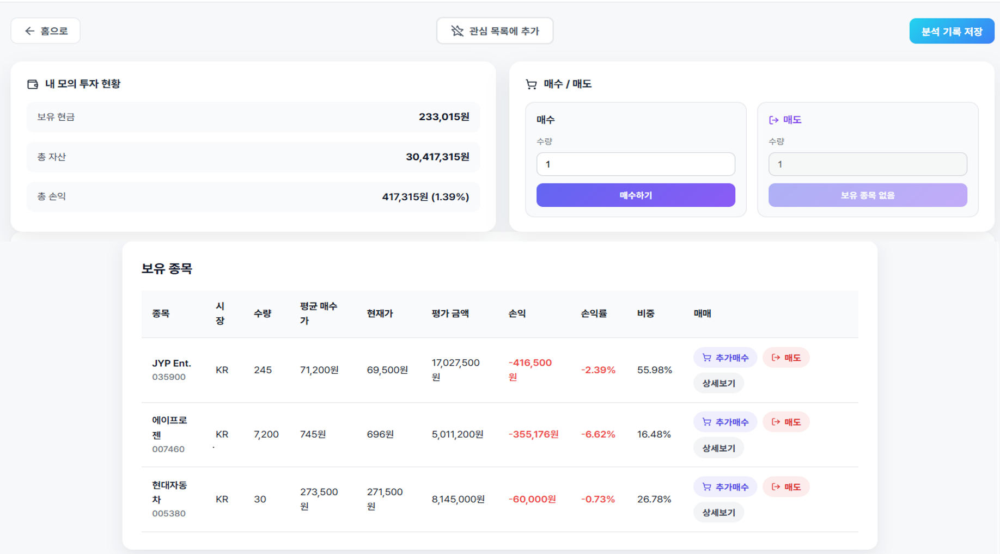 홈으로
관심 목록에 추가
분석 기록 저장
내 모의 투자 현황
보유 현금 233,015원
총 자산 30,417,315원
총 손익 417,315원 (1.39%)
매수 / 매도
매수
수량
1
매수하기
매도
수량
1
보유 종목 없음
보유 종목
종목 시장 수량 평균 매수가 현재가 평가 금액 손익 손익률 비중 매매
JYP Ent. 035900 KR 245 71,200원 69,500원 17,027,500원 -416,500원 -2.39% 55.98% 추가매수 매도 상세보기
에이프로젠 007460 KR 7,200 745원 696원 5,011,200원 -355,176원 -6.62% 16.48% 추가매수 매도 상세보기
현대자동차 005380 KR 30 273,500원 271,500원 8,145,000원 -60,000원 -0.73% 26.78% 추가매수 매도 상세보기